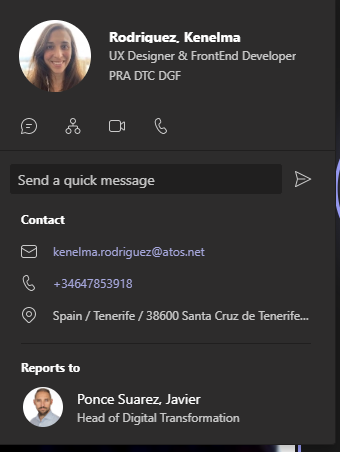 Rodriguez, Kenelma
UX Designer & FrontEnd Developer
PRA DTC DGF
Send a quick message
Contact
kenelma.rodriguez@atos.net
+34647853918
Spain / Tenerife / 38600 Santa Cruz de Tenerife...
Reports to
Ponce Suarez, Javier
Head of Digital Transformation